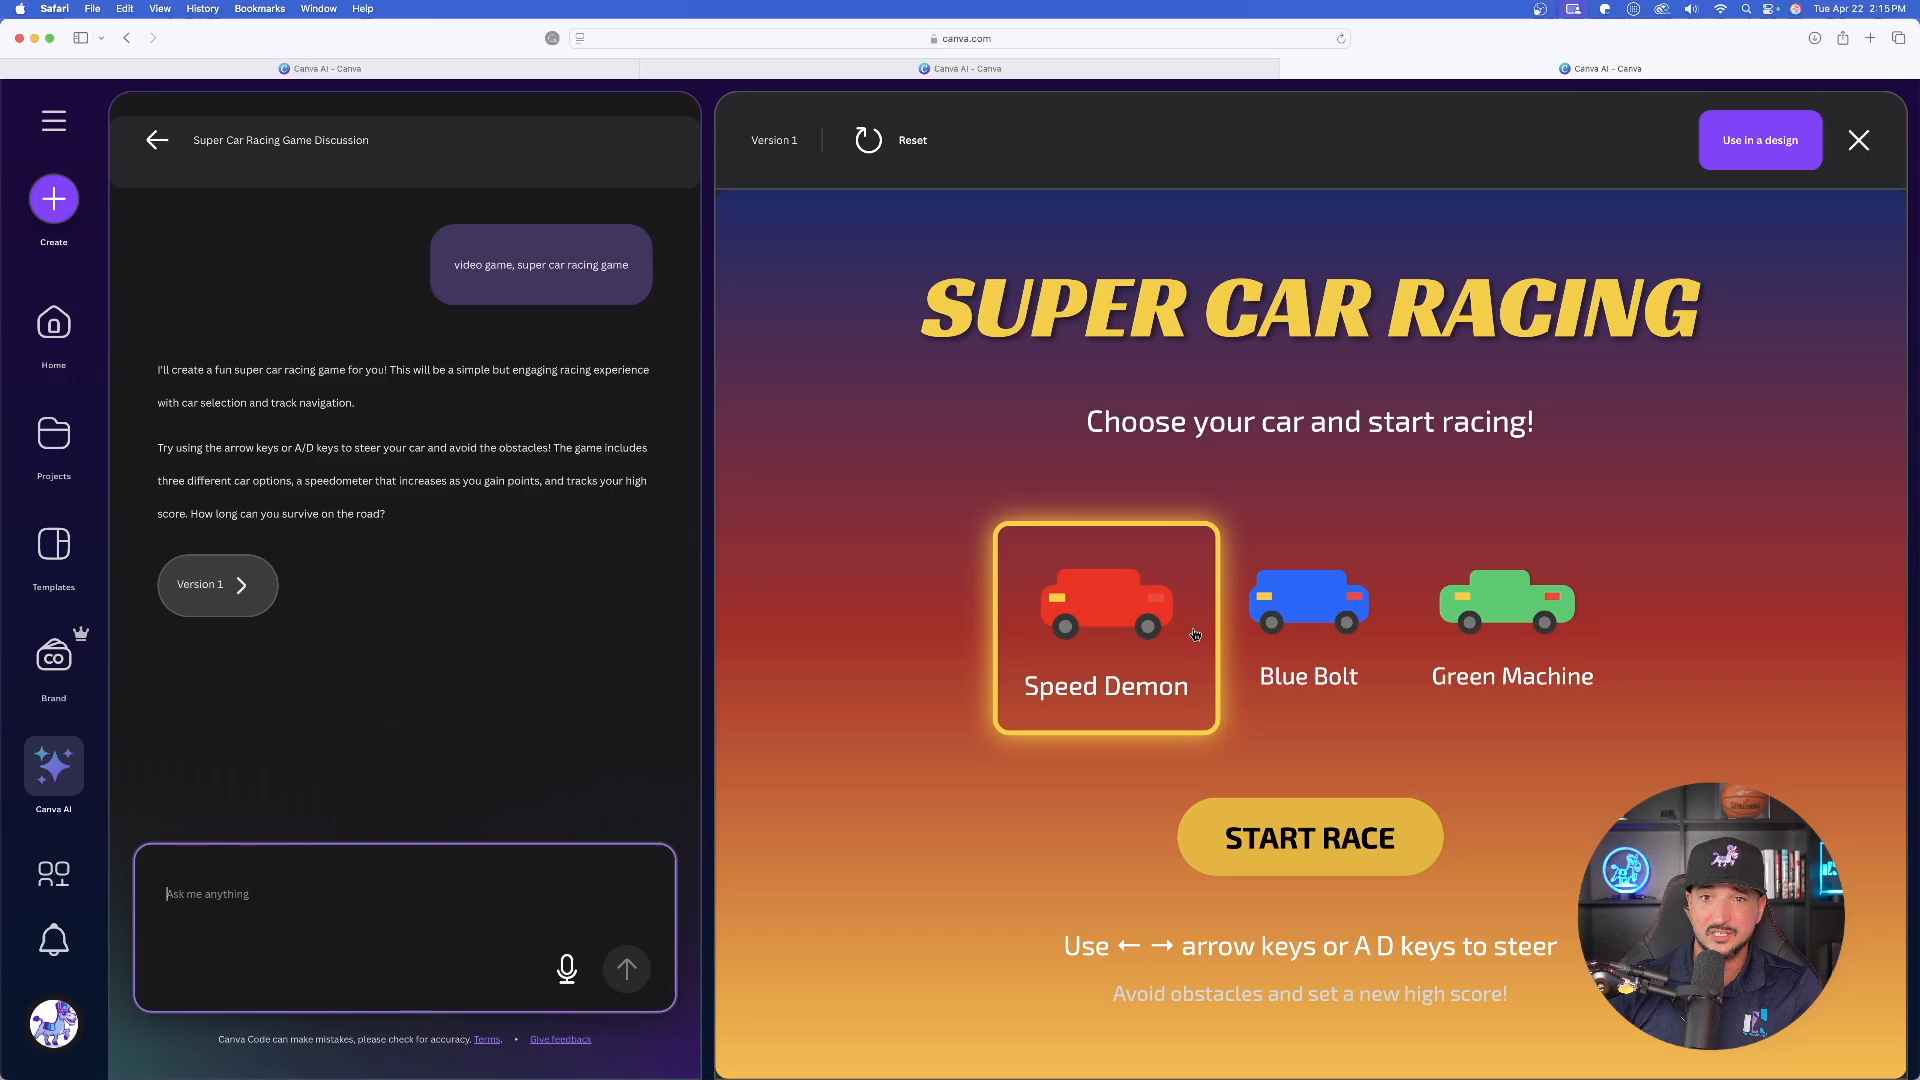 Safari File Edit View History Bookmarks Window Help
Tue Apr 22 2:15 PM
canva.com
Canva AI - Canva
Canva AI - Canva
Canva AI - Canva
Create
Home
Projects
Templates
CO
Brand
Canva AI
Super Car Racing Game Discussion
video game, super car racing game
I'll create a fun super car racing game for you! This will be a simple but engaging racing experience
with car selection and track navigation.
Try using the arrow keys or A/D keys to steer your car and avoid the obstacles! The game includes
three different car options, a speedometer that increases as you gain points, and tracks your high
score. How long can you survive on the road?
Version 1
Ask me anything
Canva Code can make mistakes, please check for accuracy. Terms. • Give feedback
Version 1
Reset
Use in a design
SUPER CAR RACING
Choose your car and start racing!
Speed Demon
Blue Bolt
Green Machine
START RACE
Use ← → arrow keys or A D keys to steer
Avoid obstacles and set a new high score!
SPALDING